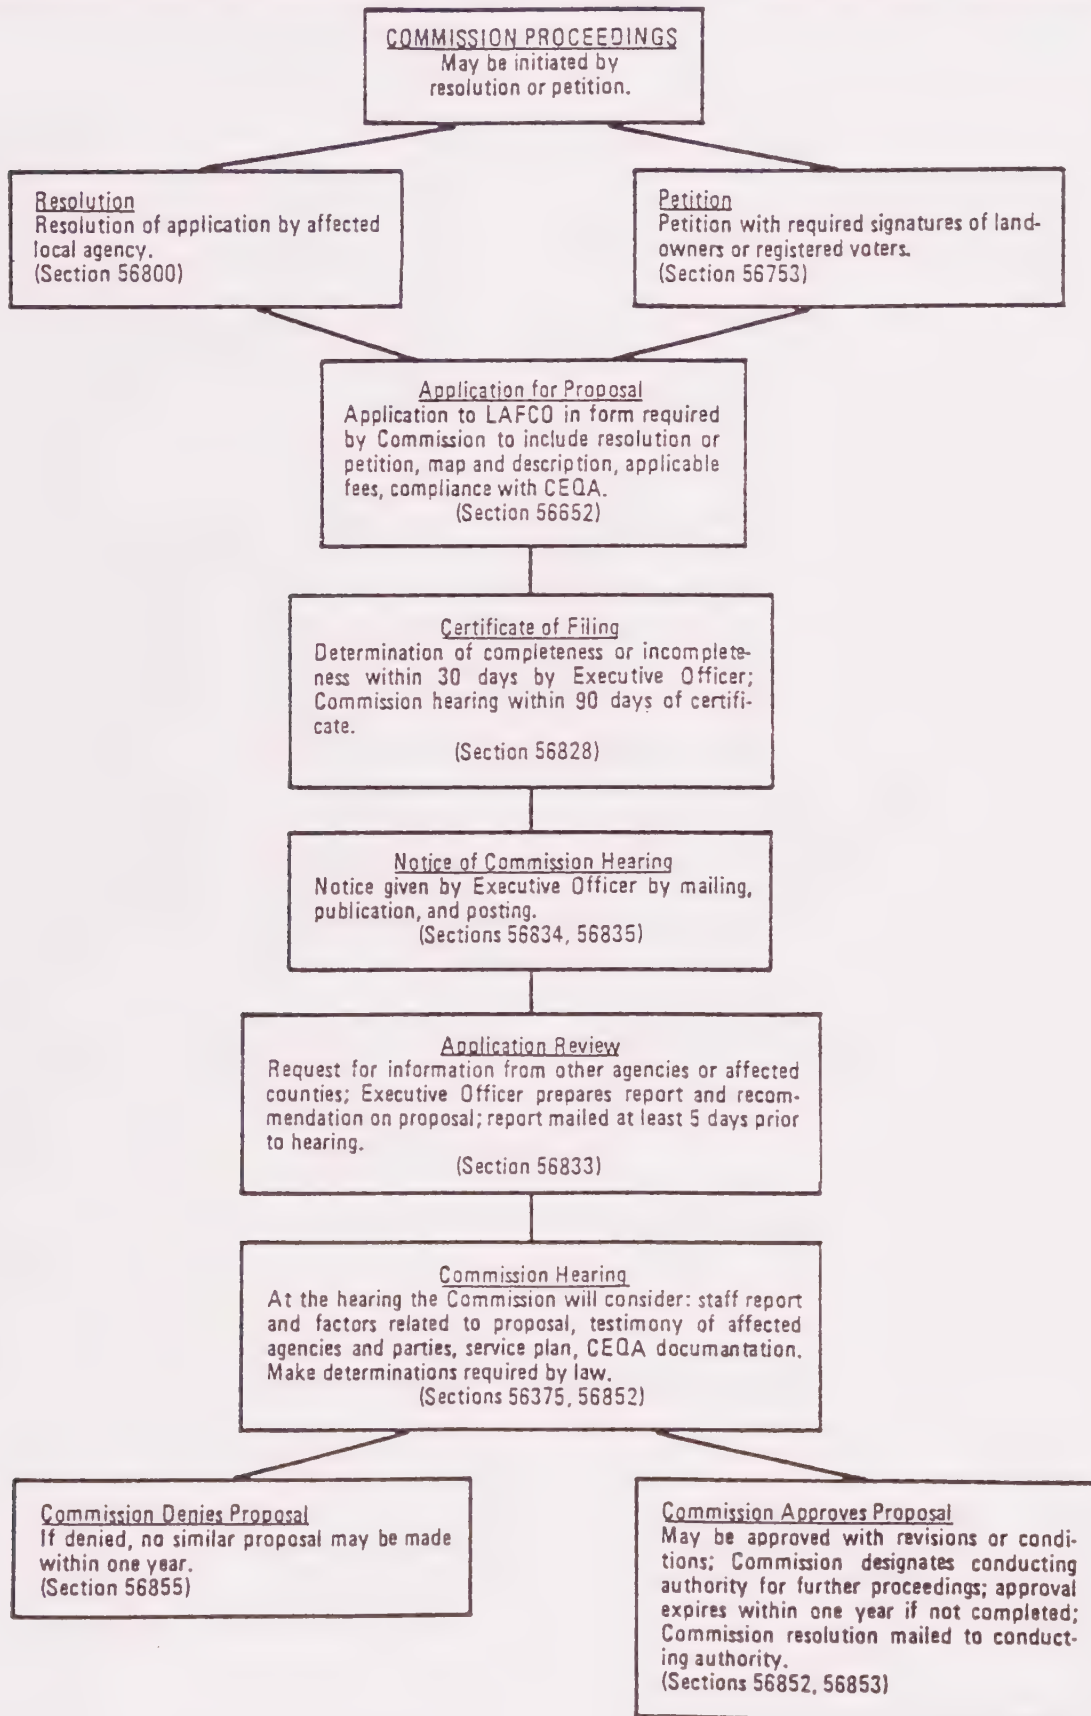 COMMISSION PROCEEDINGS
May be initiated by
resolution or petition.
Resolution
Resolution of application by affected
local agency.
(Section 56800)
Petition
Petition with required signatures of land-
owners or registered voters.
(Section 56753)
Application for Proposal
Application to LAFCO in form required
by Commission to include resolution or
petition, map and description, applicable
fees, compliance with CEQA.
(Section 56652)
Certificate of Filing
Determination of completeness or incomplete-
ness within 30 days by Executive Officer;
Commission hearing within 90 days of certifi-
cate.
(Section 56828)
Notice of Commission Hearing
Notice given by Executive Officer by mailing,
publication, and posting.
(Sections 56834, 56835)
Application Review
Request for information from other agencies or affected
counties; Executive Officer prepares report and recom-
mendation on proposal; report mailed at least 5 days prior
to hearing.
(Section 56833)
Commission Hearing
At the hearing the Commission will consider: staff report
and factors related to proposal, testimony of affected
agencies and parties, service plan, CEQA documantation.
Make determinations required by law.
(Sections 56375, 56852)
Commission Denies Proposal
If denied, no similar proposal may be made
within one year.
(Section 56855)
Commission Approves Proposal
May be approved with revisions or condi-
tions; Commission designates conducting
authority for further proceedings; approval
expires within one year if not completed;
Commission resolution mailed to conduct-
ing authority.
(Sections 56852, 56853)